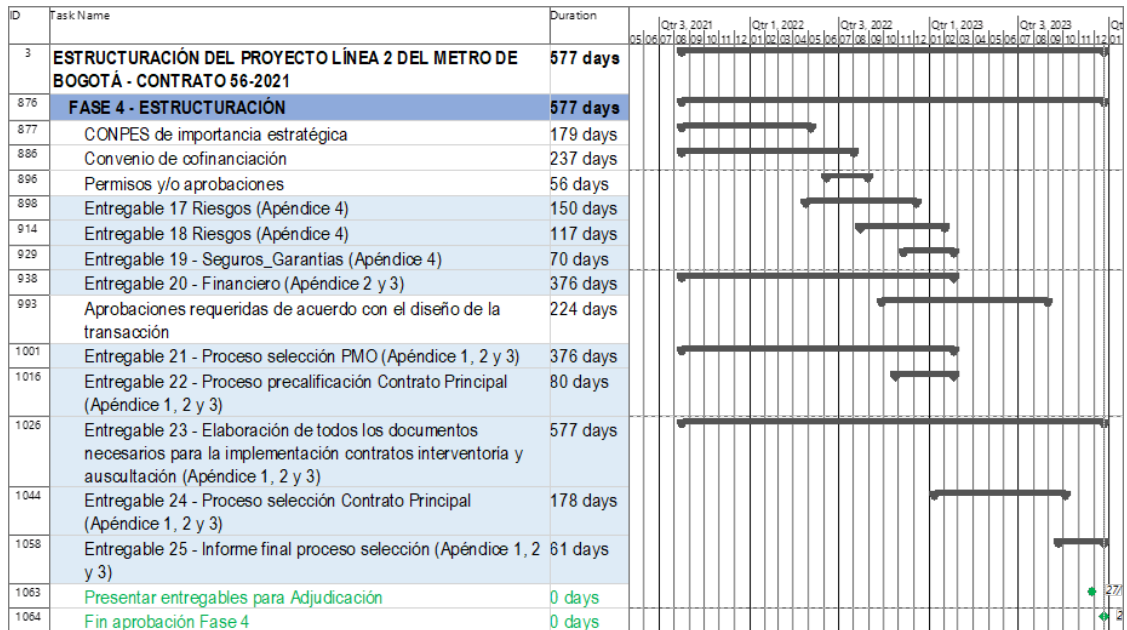 ID Task Name Duration
Qtr 3, 2021 Qtr 1, 2022 Qtr 3, 2022 Qtr 1, 2023 Qtr 3, 2023 Qt
05 06 07 08 09 10 11 12 01 02 03 04 05 06 07 08 09 10 11 12 01 02 03 04 05 06 07 08 09 10 11 12 01
3 ESTRUCTURACIÓN DEL PROYECTO LÍNEA 2 DEL METRO DE 577 days
BOGOTÁ - CONTRATO 56-2021
876 FASE 4 - ESTRUCTURACIÓN 577 days
877 CONPES de importancia estratégica 179 days
886 Convenio de cofinanciación 237 days
896 Permisos y/o aprobaciones 56 days
898 Entregable 17 Riesgos (Apéndice 4) 150 days
914 Entregable 18 Riesgos (Apéndice 4) 117 days
929 Entregable 19 - Seguros_Garantías (Apéndice 4) 70 days
938 Entregable 20 - Financiero (Apéndice 2 y 3) 376 days
993 Aprobaciones requeridas de acuerdo con el diseño de la 224 days
transacción
1001 Entregable 21 - Proceso selección PMO (Apéndice 1, 2 y 3) 376 days
1016 Entregable 22 - Proceso precalificación Contrato Principal 80 days
(Apéndice 1, 2 y 3)
1026 Entregable 23 - Elaboración de todos los documentos 577 days
necesarios para la implementación contratos interventoría y
auscultación (Apéndice 1, 2 y 3)
1044 Entregable 24 - Proceso selección Contrato Principal 178 days
(Apéndice 1, 2 y 3)
1058 Entregable 25 - Informe final proceso selección (Apéndice 1, 2 61 days
y 3)
1063 Presentar entregables para Adjudicación 0 days 27/
1064 Fin aprobación Fase 4 0 days 2